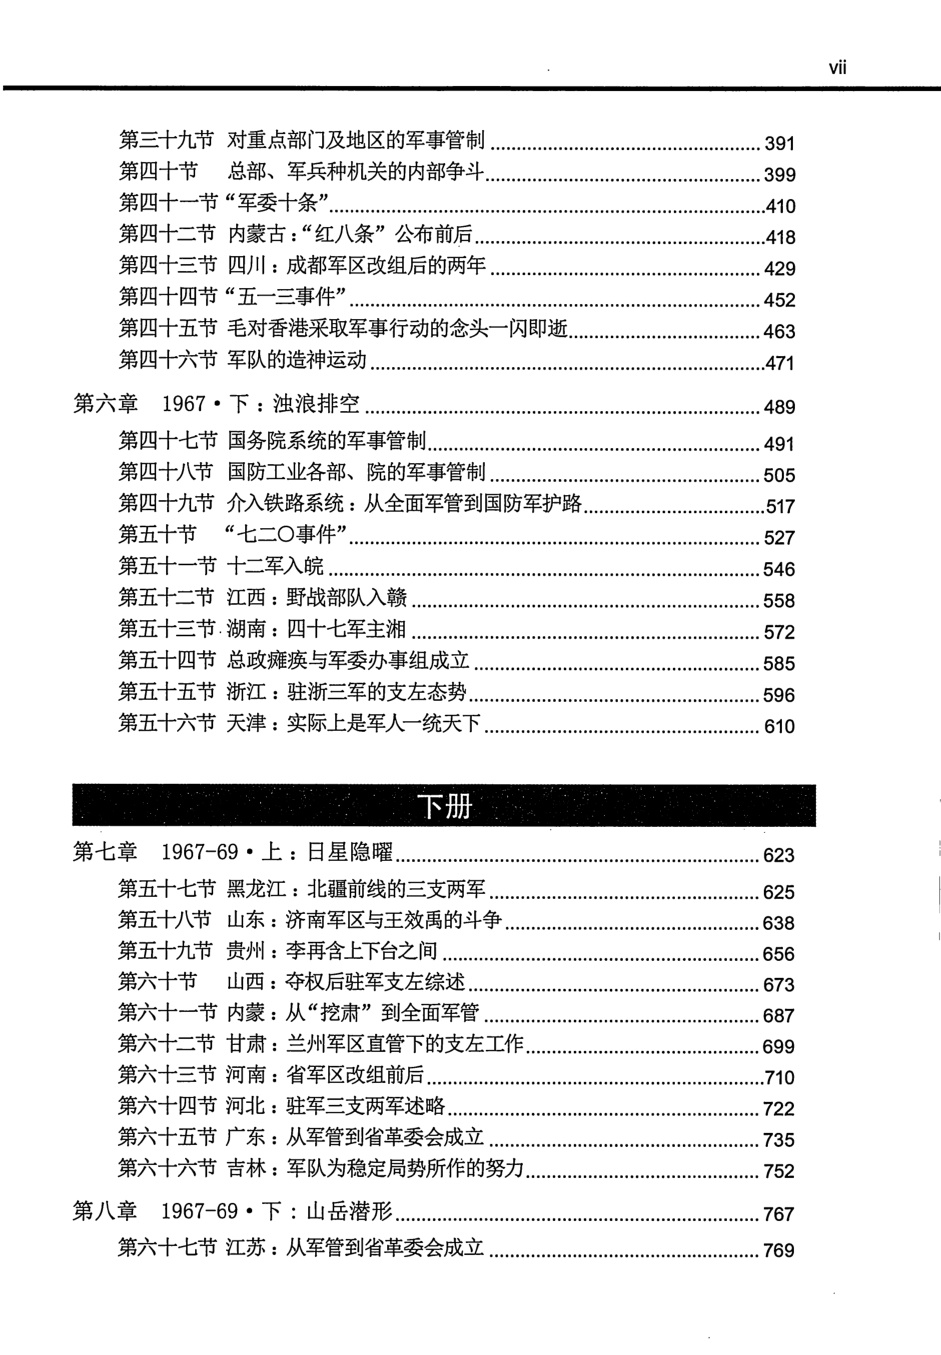 vii
第三十九节 对重点部门及地区的军事管制 391
第四十节 总部、军兵种机关的内部争斗 399
第四十一节 “军委十条” 410
第四十二节 内蒙古：“红八条”公布前后 418
第四十三节 四川：成都军区改组后的两年 429
第四十四节 “五一三事件” 452
第四十五节 毛对香港采取军事行动的念头一闪即逝 463
第四十六节 军队的造神运动 471
第六章 1967·下：浊浪排空 489
第四十七节 国务院系统的军事管制 491
第四十八节 国防工业各部、院的军事管制 505
第四十九节 介入铁路系统：从全面军管到国防军护路 517
第五十节 “七二〇事件” 527
第五十一节 十二军入皖 546
第五十二节 江西：野战部队入赣 558
第五十三节 湖南：四十七军主湘 572
第五十四节 总政瘫痪与军委办事组成立 585
第五十五节 浙江：驻浙三军的支左态势 596
第五十六节 天津：实际上是军人一统天下 610
下册
第七章 1967-69·上：日星隐曜 623
第五十七节 黑龙江：北疆前线的三支两军 625
第五十八节 山东：济南军区与王效禹的斗争 638
第五十九节 贵州：李再含上下台之间 656
第六十节 山西：夺权后驻军支左综述 673
第六十一节 内蒙：从“挖肃”到全面军管 687
第六十二节 甘肃：兰州军区直管下的支左工作 699
第六十三节 河南：省军区改组前后 710
第六十四节 河北：驻军三支两军述略 722
第六十五节 广东：从军管到省革委会成立 735
第六十六节 吉林：军队为稳定局势所作的努力 752
第八章 1967-69·下：山岳潜形 767
第六十七节 江苏：从军管到省革委会成立 769